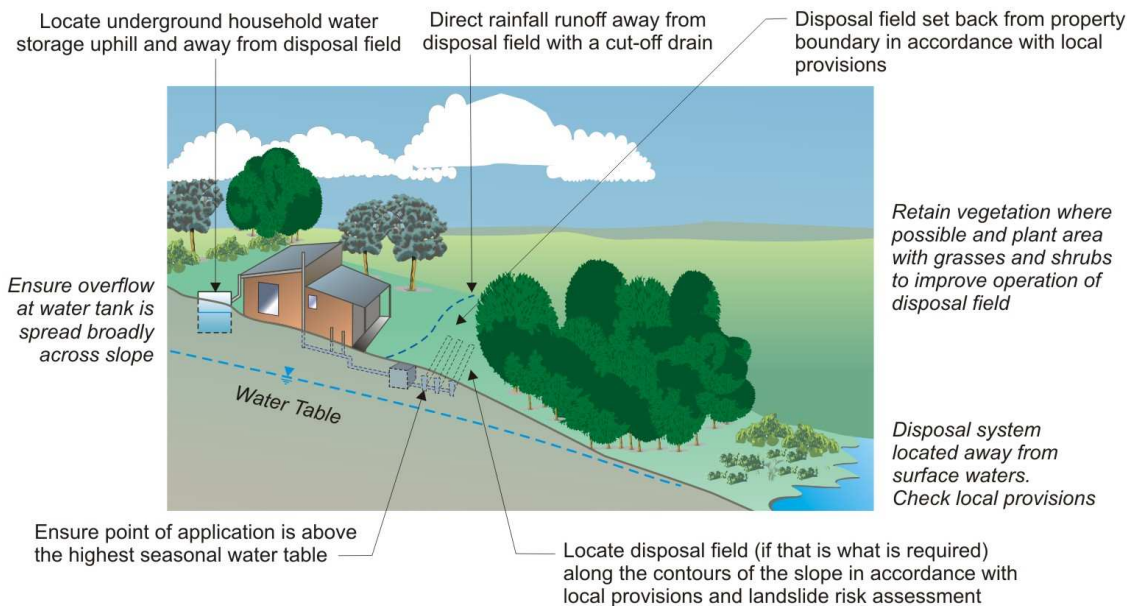 Locate underground household water
storage uphill and away from disposal field
Direct rainfall runoff away from
disposal field with a cut-off drain
Disposal field set back from property
boundary in accordance with local
provisions
Retain vegetation where
possible and plant area
with grasses and shrubs
to improve operation of
disposal field
Ensure overflow
at water tank is
spread broadly
across slope
Water Table
Disposal system
located away from
surface waters.
Check local provisions
Ensure point of application is above
the highest seasonal water table
Locate disposal field (if that is what is required)
along the contours of the slope in accordance with
local provisions and landslide risk assessment